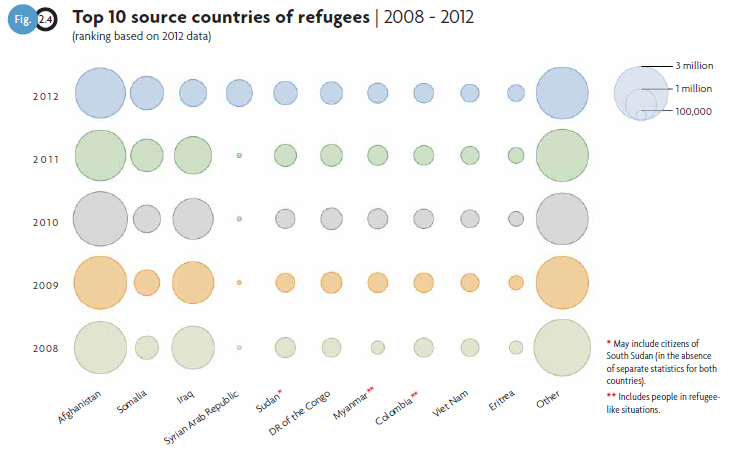 Fig. 2.4 Top 10 source countries of refugees | 2008 - 2012
(ranking based on 2012 data)
3 million
1 million
100,000
2012
2011
2010
2009
2008
Afghanistan
Somalia
Iraq
Syrian Arab Republic
Sudan*
DR of the Congo
Myanmar**
Colombia**
Viet Nam
Eritrea
Other
* May include citizens of
South Sudan (in the absence
of separate statistics for both
countries).
** Includes people in refugee-
like situations.